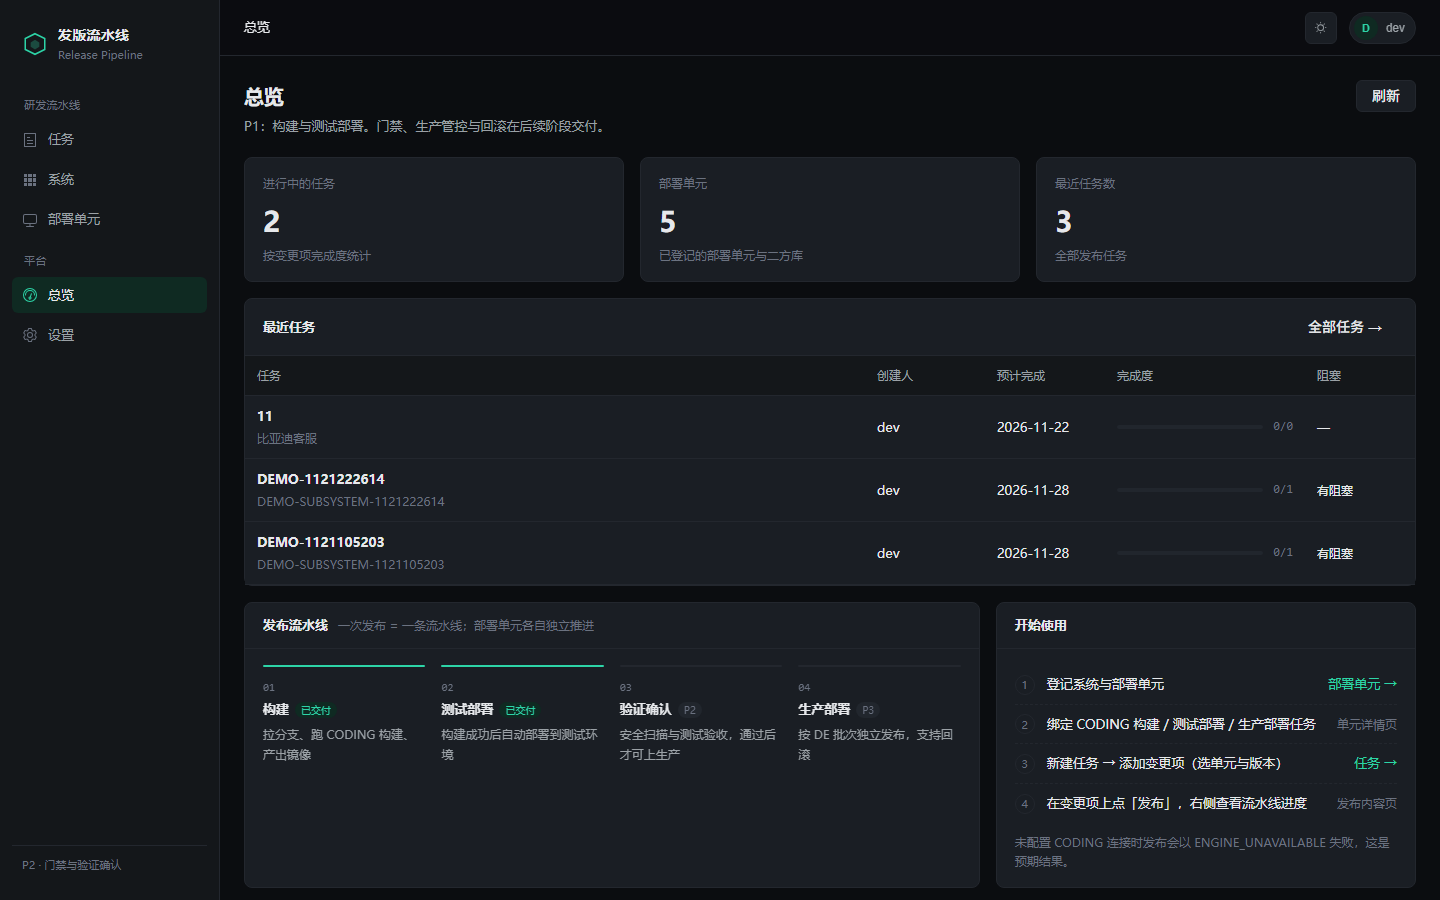 发版流水线
Release Pipeline
研发流水线
任务
系统
部署单元
平台
总览
设置
P2 · 门禁与验证确认
总览
D dev
总览
刷新
P1：构建与测试部署。门禁、生产管控与回滚在后续阶段交付。
进行中的任务
2
按变更项完成度统计
部署单元
5
已登记的部署单元与二方库
最近任务数
3
全部发布任务
最近任务
全部任务 →
任务 创建人 预计完成 完成度 阻塞
11
比亚迪客服
dev 2026-11-22 0/0 —
DEMO-1121222614
DEMO-SUBSYSTEM-1121222614
dev 2026-11-28 0/1 有阻塞
DEMO-1121105203
DEMO-SUBSYSTEM-1121105203
dev 2026-11-28 0/1 有阻塞
发布流水线 一次发布 = 一条流水线；部署单元各自独立推进
01
构建 已交付
拉分支、跑 CODING 构建、
产出镜像
02
测试部署 已交付
构建成功后自动部署到测试环
境
03
验证确认 P2
安全扫描与测试验收，通过后
才可上生产
04
生产部署 P3
按 DE 批次独立发布，支持回
滚
开始使用
1 登记系统与部署单元 部署单元 →
2 绑定 CODING 构建 / 测试部署 / 生产部署任务 单元详情页
3 新建任务 → 添加变更项（选单元与版本） 任务 →
4 在变更项上点「发布」，右侧查看流水线进度 发布内容页
未配置 CODING 连接时发布会以 ENGINE_UNAVAILABLE 失败，这是
预期结果。